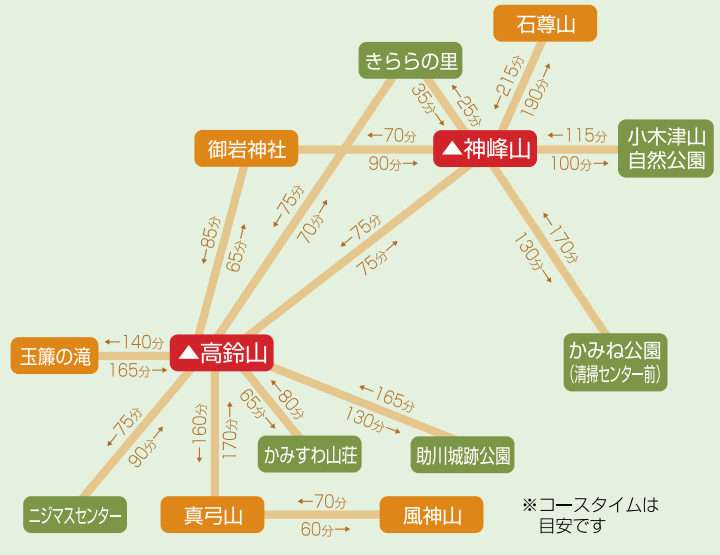 石尊山
きららの里
←215分
190分→
35分→
←25分
御岩神社
←70分
90分→
▲神峰山
←115分
100分→
小木津山
自然公園
←75分
70分→
←85分
65分→
←75分
75分→
←170分
130分→
玉簾の滝
←140分
165分→
▲高鈴山
かみね公園
(清掃センター前)
←75分
90分→
←160分
170分→
65分→
←80分
←165分
130分→
かみすわ山荘
助川城跡公園
ニジマスセンター
真弓山
←70分
60分→
風神山
※コースタイムは
目安です